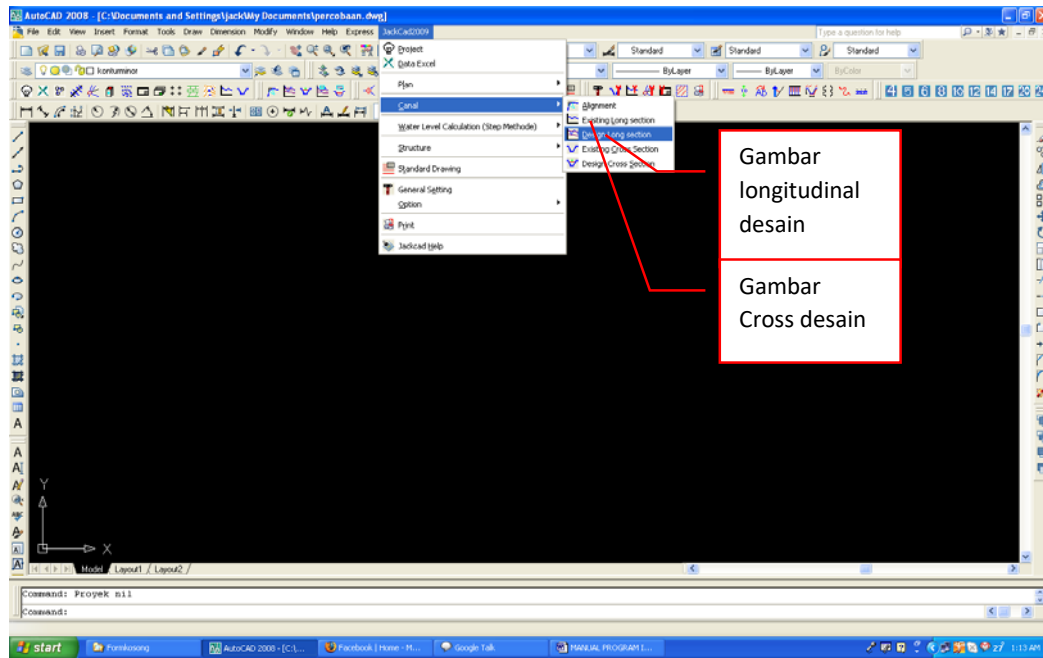 AutoCAD 2008 - [C:\Documents and Settings\jack\My Documents\percobaan.dwg]
File Edit View Insert Format Tools Draw Dimension Modify Window Help Express JackCad2009
Type a question for help
Standard Standard Standard
konturminor ByLayer ByLayer ByColor
Project
Data Excel
Plan
Canal
Water Level Calculation (Step Methode)
Structure
Standard Drawing
General Setting
Option
Print
Jackcad Help
Alignment
Existing Long section
Design Long section
Existing Cross Section
Design Cross Section
Gambar
longitudinal
desain
Gambar
Cross desain
Y
X
Model Layout1 Layout2
Command: Proyek nil
Command:
start Formkosong AutoCAD 2008 - [C:\... Facebook | Home - M... Google Talk MANUAL PROGRAM I... 1:13 AM